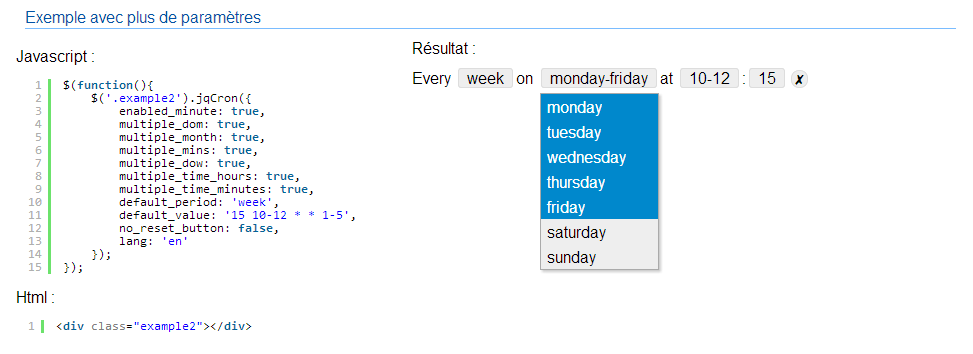 Exemple avec plus de paramètres
Javascript :
1 $(function(){
2 $('.example2').jqCron({
3 enabled_minute: true,
4 multiple_dom: true,
5 multiple_month: true,
6 multiple_mins: true,
7 multiple_dow: true,
8 multiple_time_hours: true,
9 multiple_time_minutes: true,
10 default_period: 'week',
11 default_value: '15 10-12 * * 1-5',
12 no_reset_button: false,
13 lang: 'en'
14 });
15 });
Html :
1 <div class="example2"></div>
Résultat :
Every week on monday-friday at 10-12 : 15 ✘
monday
tuesday
wednesday
thursday
friday
saturday
sunday